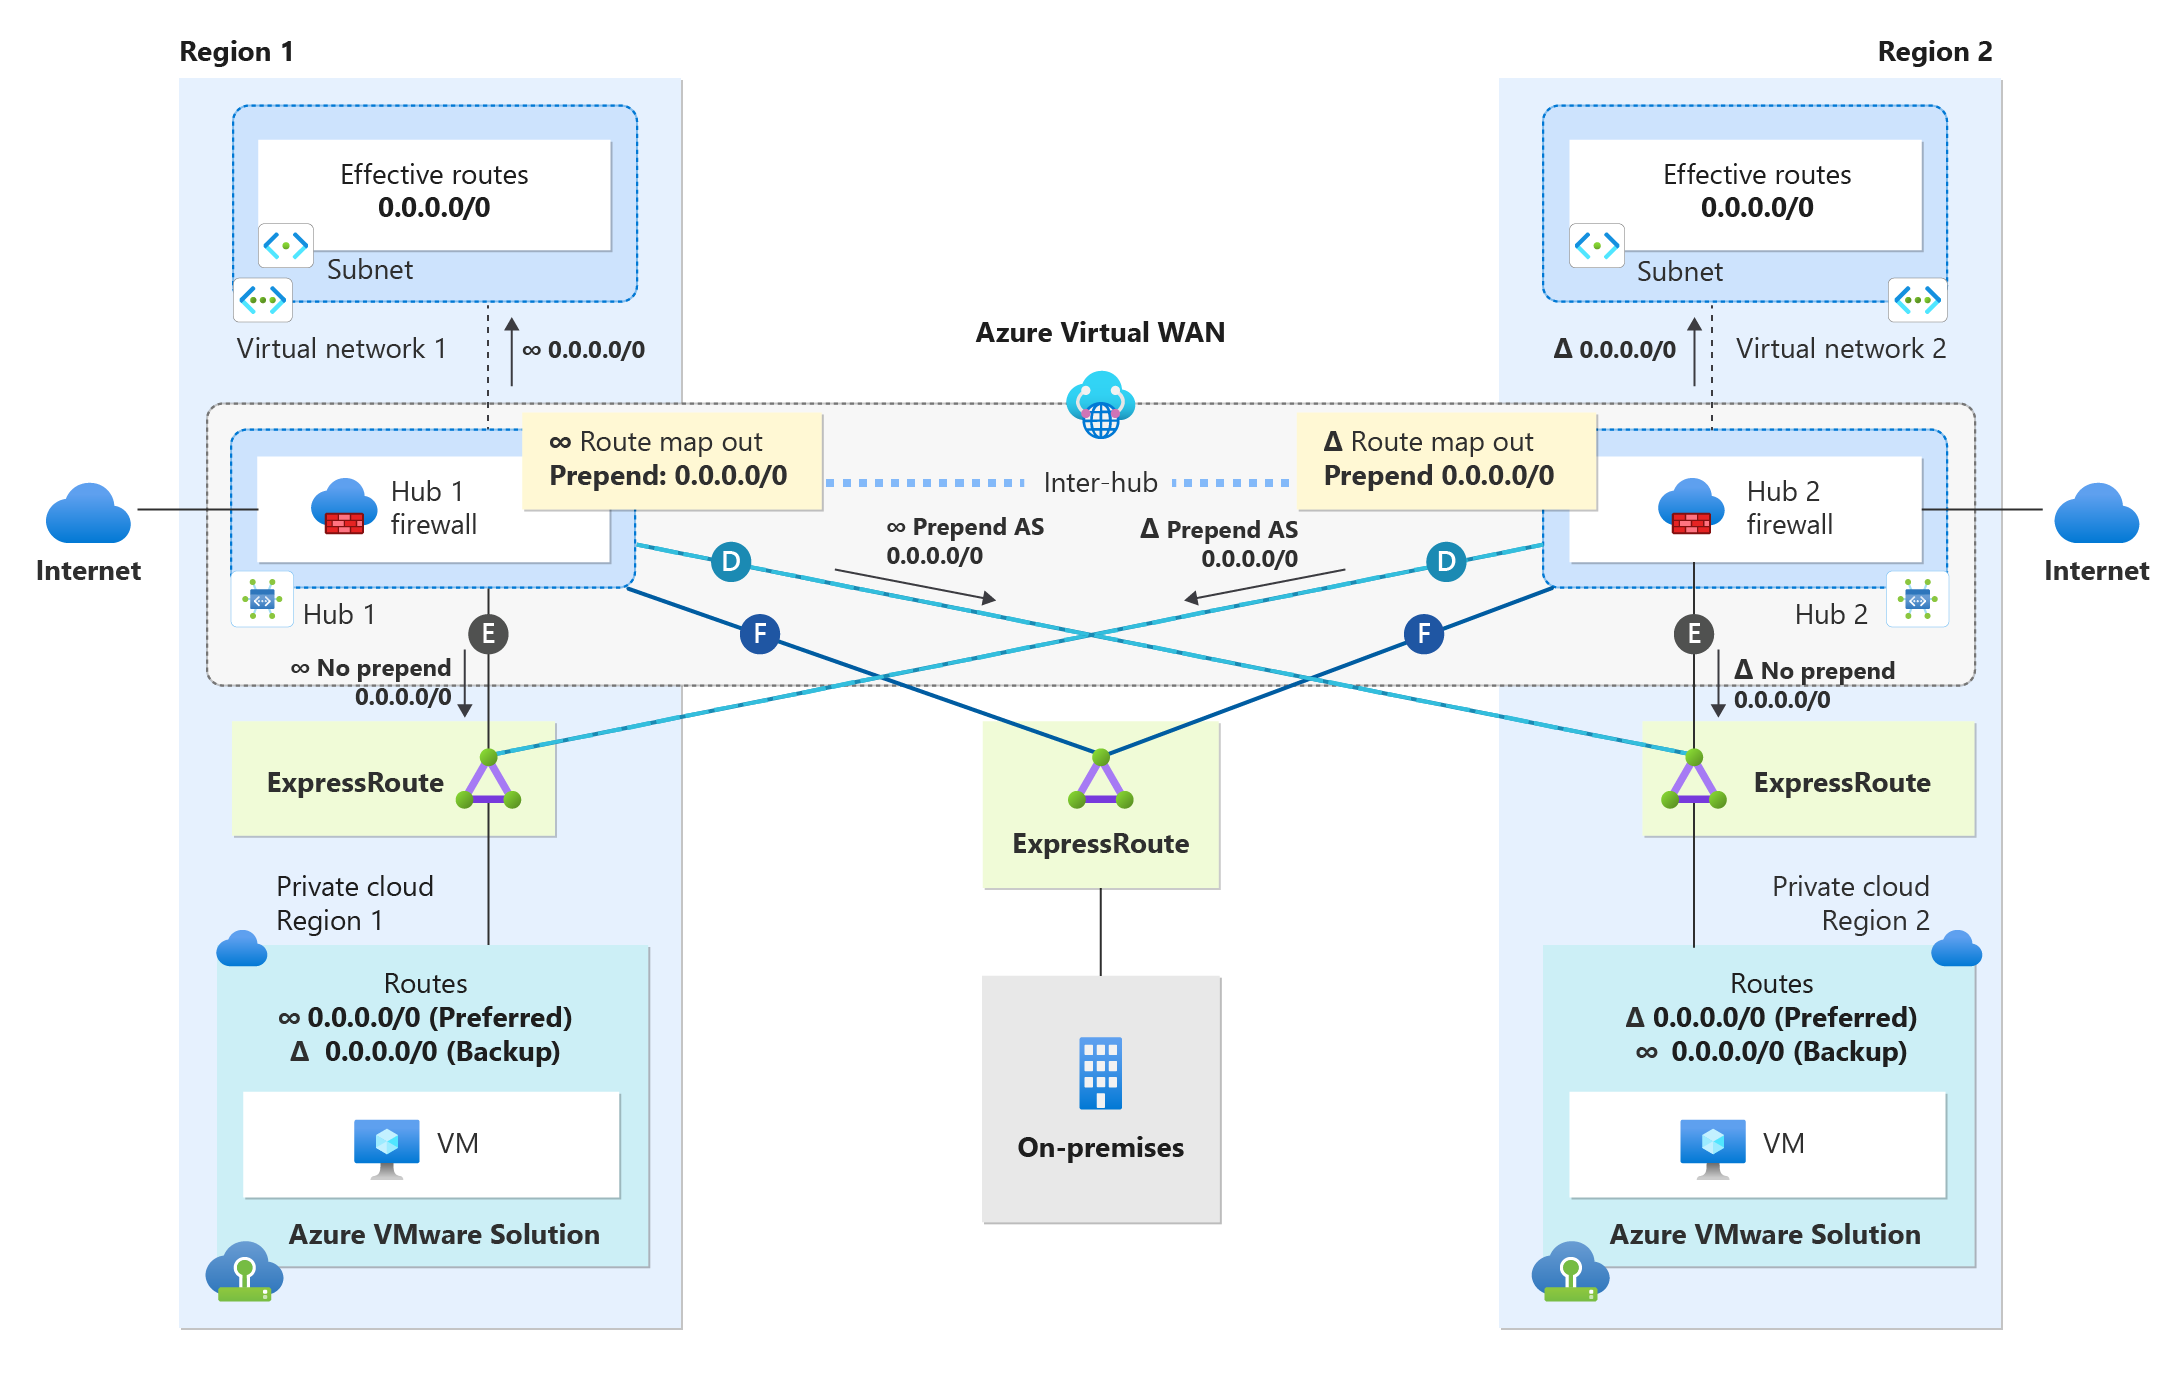 Region 1
Region 2
Effective routes
0.0.0.0/0
Subnet
Virtual network 1
∞ 0.0.0.0/0
Effective routes
0.0.0.0/0
Subnet
Δ 0.0.0.0/0
Virtual network 2
Azure Virtual WAN
∞ Route map out
Prepend: 0.0.0.0/0
Inter-hub
Δ Route map out
Prepend 0.0.0.0/0
Hub 1
firewall
Hub 2
firewall
Internet
Internet
Hub 1
Hub 2
D
∞ Prepend AS
0.0.0.0/0
Δ Prepend AS
0.0.0.0/0
D
E
F
F
E
∞ No prepend
0.0.0.0/0
Δ No prepend
0.0.0.0/0
ExpressRoute
ExpressRoute
ExpressRoute
Private cloud
Region 1
Private cloud
Region 2
Routes
∞ 0.0.0.0/0 (Preferred)
Δ 0.0.0.0/0 (Backup)
VM
Azure VMware Solution
On-premises
Routes
Δ 0.0.0.0/0 (Preferred)
∞ 0.0.0.0/0 (Backup)
VM
Azure VMware Solution